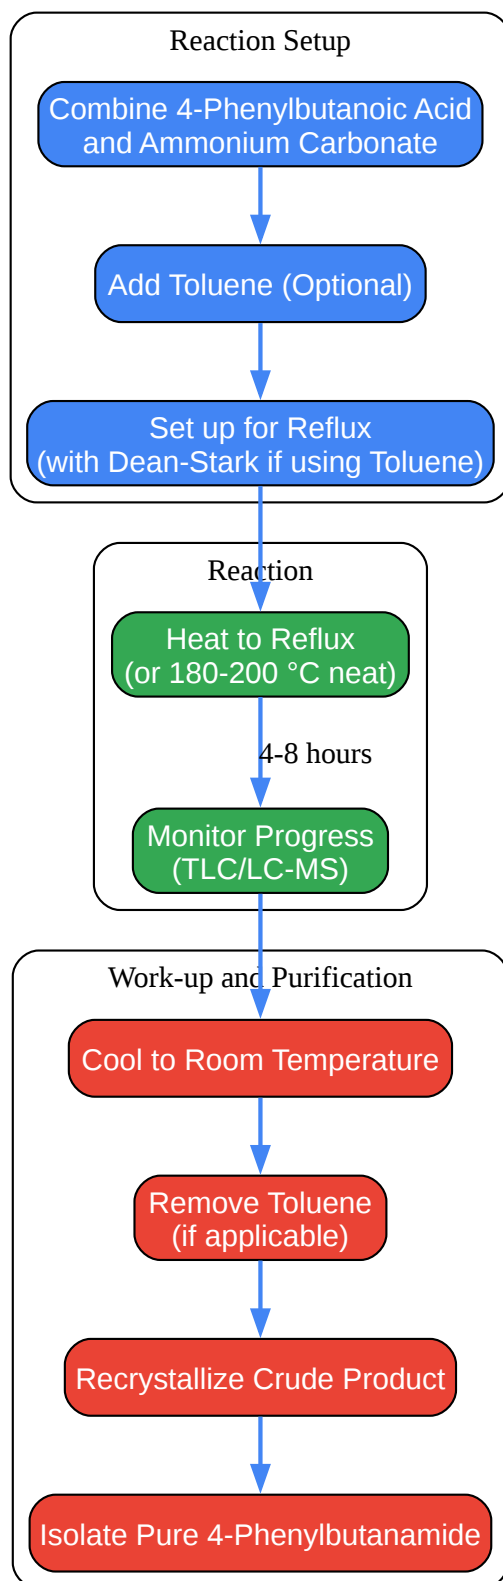 Reaction Setup
Combine 4-Phenylbutanoic Acid
and Ammonium Carbonate
Add Toluene (Optional)
Set up for Reflux
(with Dean-Stark if using Toluene)
Reaction
Heat to Reflux
(or 180-200 °C neat)
4-8 hours
Monitor Progress
(TLC/LC-MS)
Work-up and Purification
Cool to Room Temperature
Remove Toluene
(if applicable)
Recrystallize Crude Product
Isolate Pure 4-Phenylbutanamide